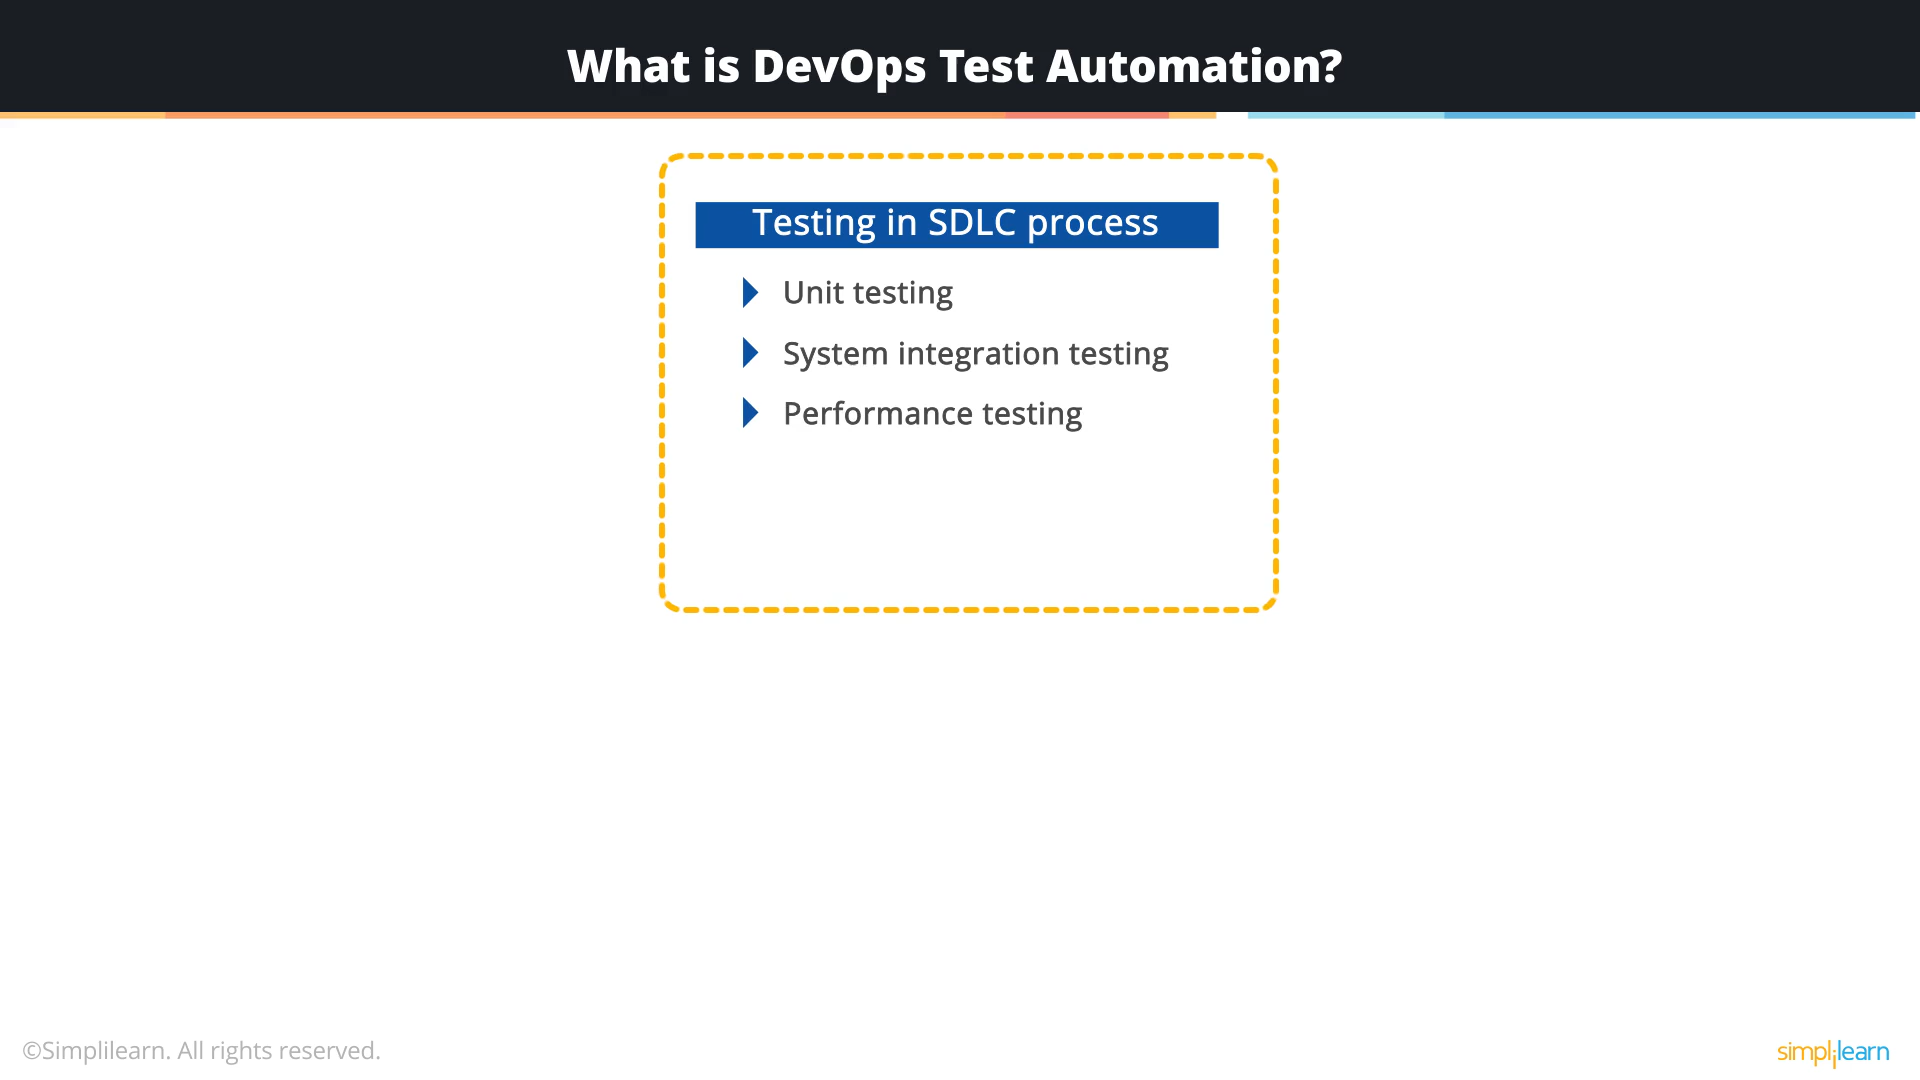 What is DevOps Test Automation?
Testing in SDLC process
Unit testing
System integration testing
Performance testing
©Simplilearn. All rights reserved.
simplilearn